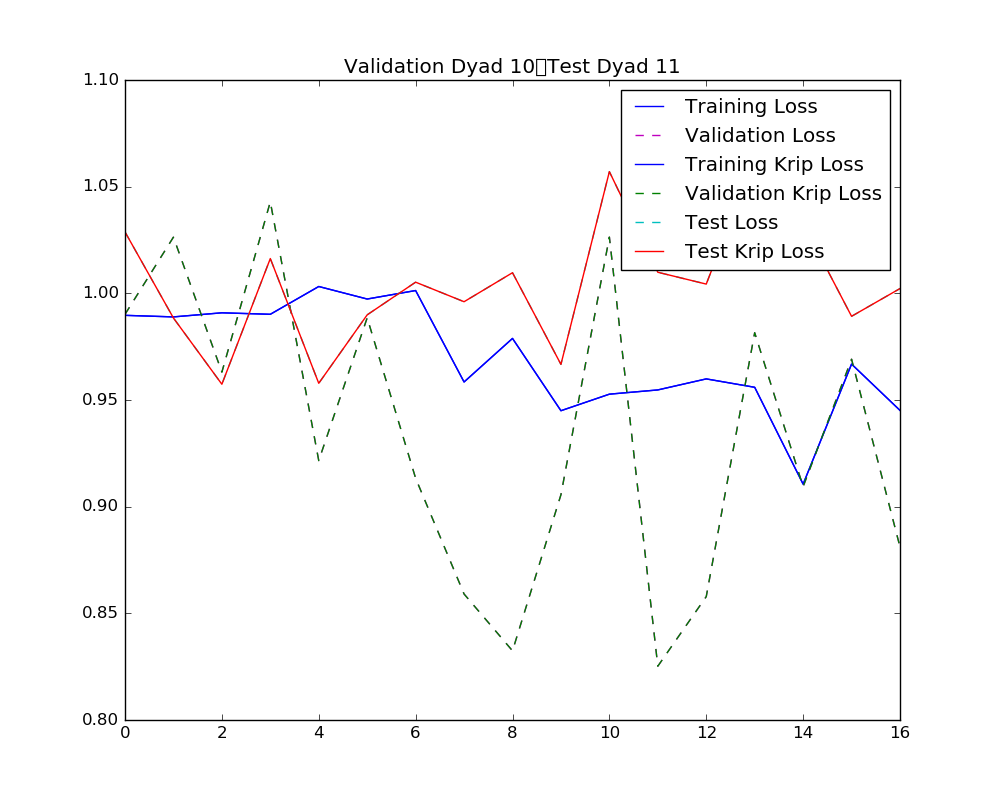 Validation Dyad 10▯Test Dyad 11
1.10
Training Loss
Validation Loss
Training Krip Loss
Validation Krip Loss
Test Loss
Test Krip Loss
1.05
1.00
0.95
0.90
0.85
0.80
0 2 4 6 8 10 12 14 16